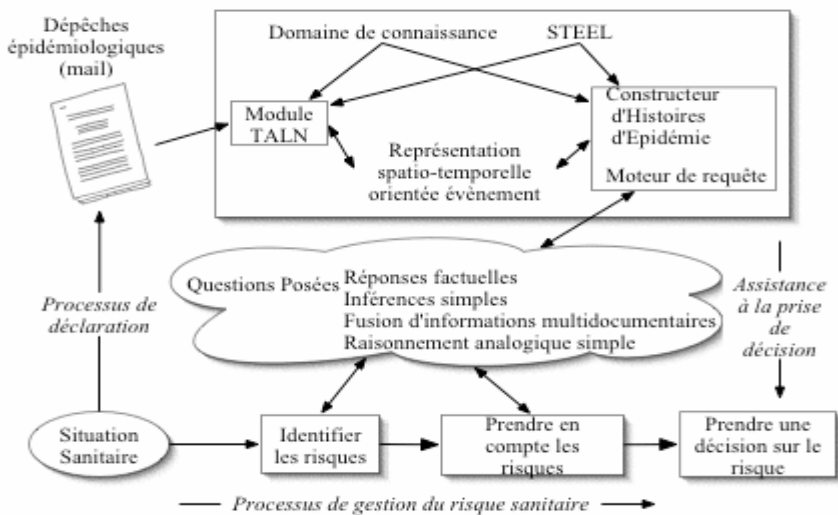 Dépêches
épidémiologiques
(mail)
Domaine de connaissance
STEEL
Module
TALN
Constructeur
d'Histoires
d'Epidémie
Moteur de requête
Représentation
spatio-temporelle
orientée évènement
Questions Posées
Réponses factuelles
Inférences simples
Fusion d'informations multidocumentaires
Raisonnement analogique simple
Processus de
déclaration
Assistance
à la prise
de
décision
Situation
Sanitaire
Identifier
les risques
Prendre en
compte les
risques
Prendre une
décision sur le
risque
Processus de gestion du risque sanitaire